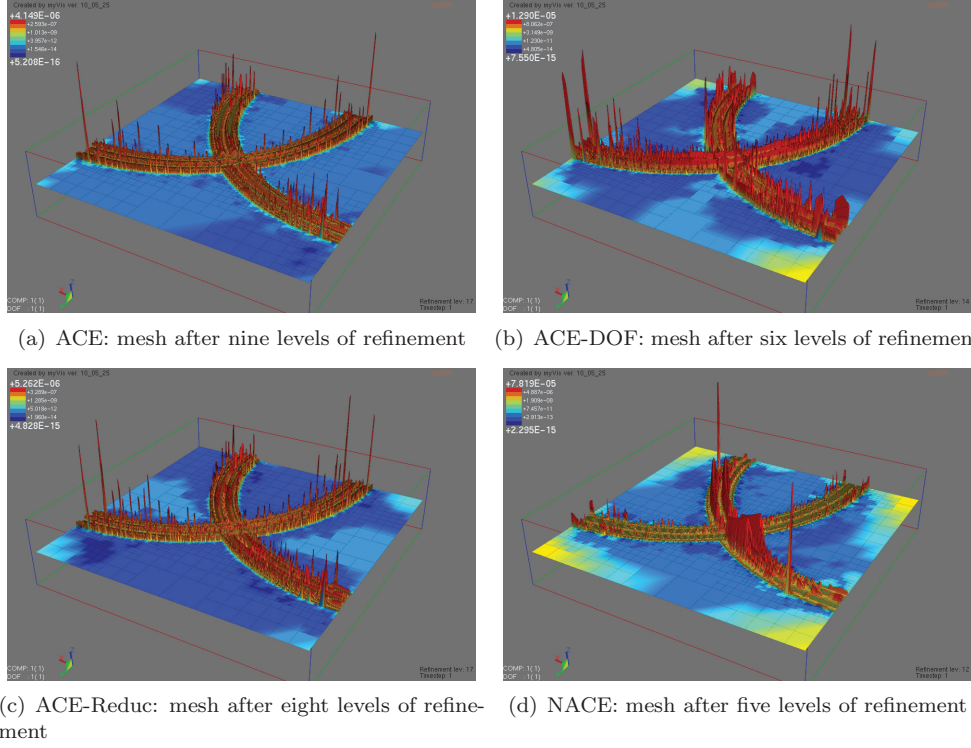 Created by myVis ver. 10_05_25
+4.149E-06
+2.593e-07
+1.013e-09
+3.957e-12
+1.546e-14
+5.208E-16
COMP: 1( 1)
DOF : 1( 1)
Refinement lev: 17
Timestep: 1
(a) ACE: mesh after nine levels of refinement
Created by myVis ver. 10_05_25
+1.290E-05
+8.062e-07
+3.149e-09
+1.230e-11
+4.805e-14
+7.550E-15
COMP: 1( 1)
DOF : 1( 1)
Refinement lev: 14
Timestep: 1
(b) ACE-DOF: mesh after six levels of refinemen
Created by myVis ver. 10_05_25
+5.262E-06
+3.289e-07
+1.285e-09
+5.018e-12
+1.960e-14
+4.828E-15
COMP: 1( 1)
DOF : 1( 1)
Refinement lev: 17
Timestep: 1
(c) ACE-Reduc: mesh after eight levels of refine-
ment
Created by myVis ver. 10_05_25
+7.819E-05
+4.887e-06
+1.909e-08
+7.457e-11
+2.913e-13
+2.295E-15
COMP: 1( 1)
DOF : 1( 1)
Refinement lev: 12
Timestep: 1
(d) NACE: mesh after five levels of refinement